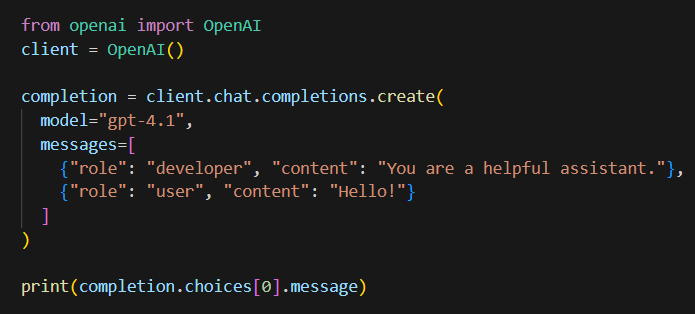 from openai import OpenAI
client = OpenAI()

completion = client.chat.completions.create(
  model="gpt-4.1",
  messages=[
    {"role": "developer", "content": "You are a helpful assistant."},
    {"role": "user", "content": "Hello!"}
  ]
)

print(completion.choices[0].message)